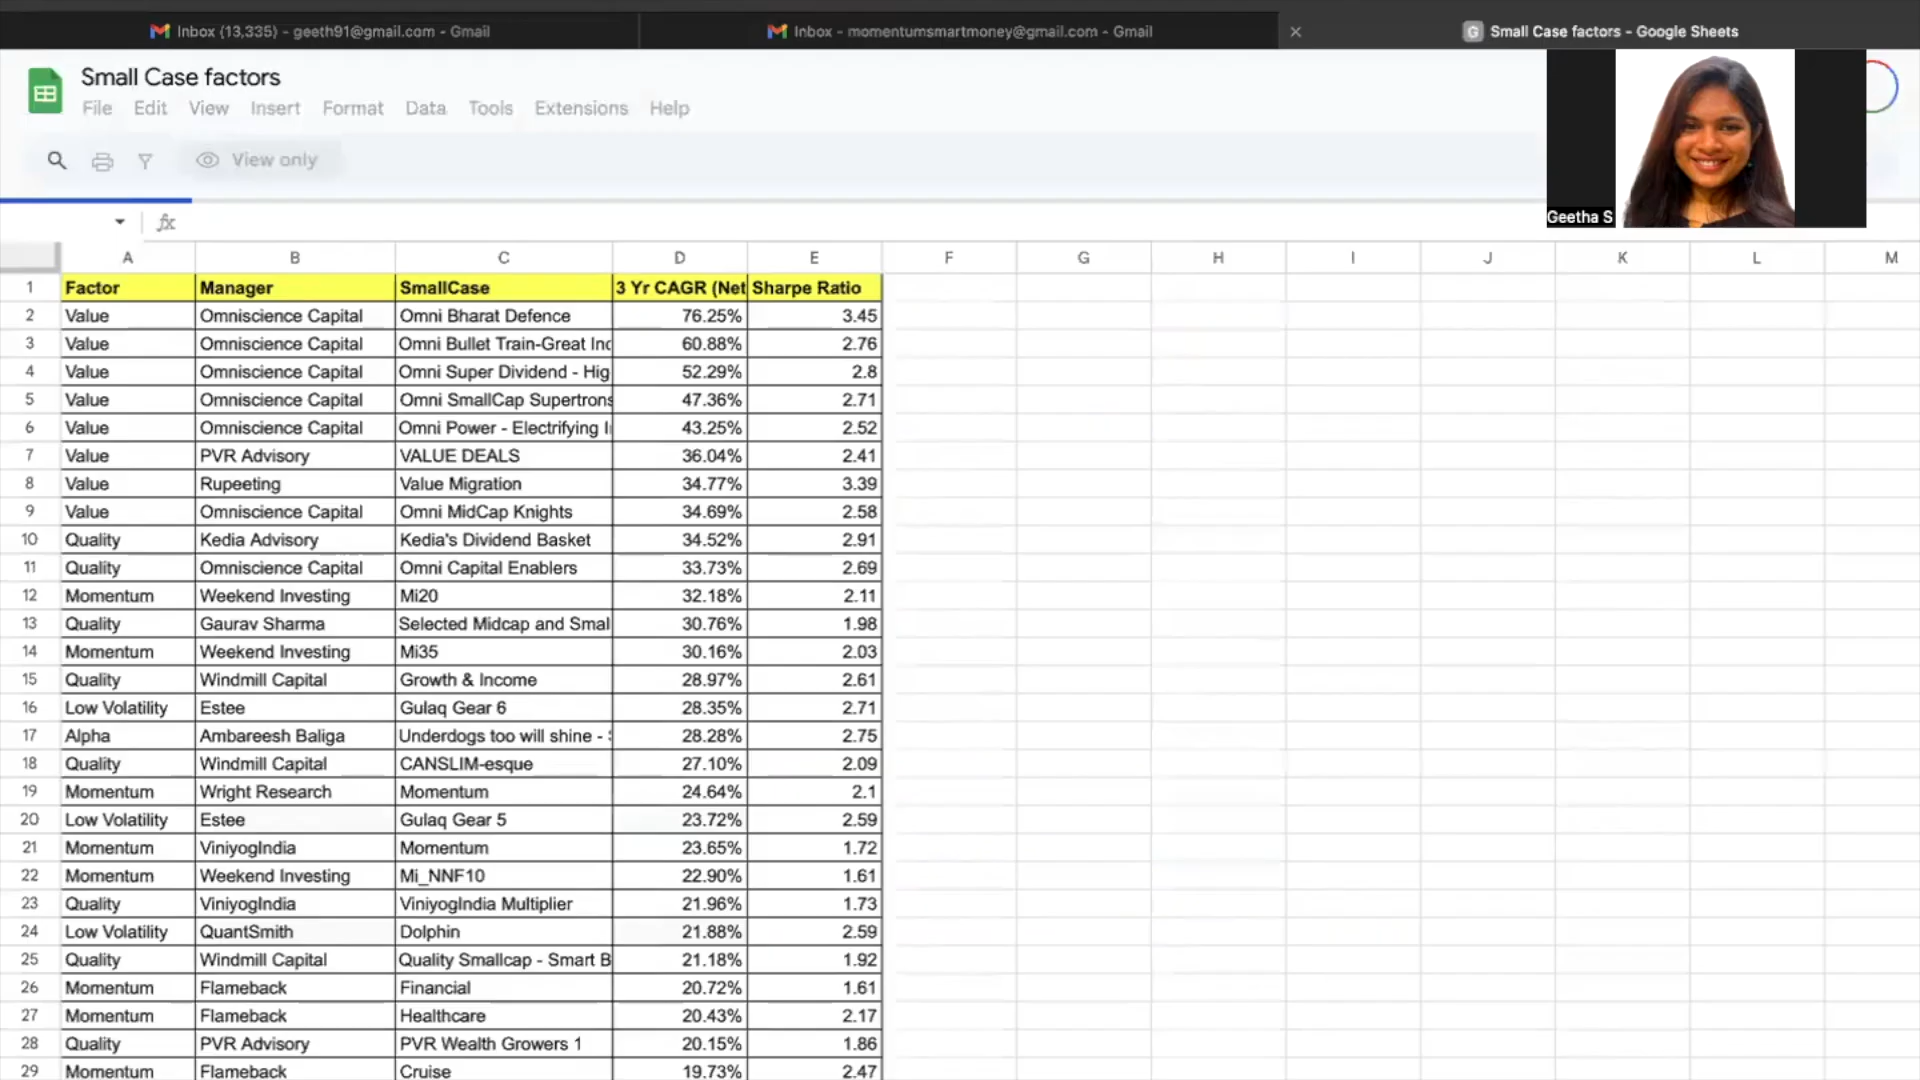 Inbox (13,335) - geeth91@gmail.com - Gmail
Inbox - momentumsmartmoney@gmail.com - Gmail
Small Case factors - Google Sheets
Small Case factors
File Edit View Insert Format Data Tools Extensions Help
View only
Geetha S
fx
A B C D E F G H I J K L M
1 Factor Manager SmallCase 3 Yr CAGR (Net Sharpe Ratio
2 Value Omniscience Capital Omni Bharat Defence 76.25% 3.45
3 Value Omniscience Capital Omni Bullet Train-Great Inc 60.88% 2.76
4 Value Omniscience Capital Omni Super Dividend - Hig 52.29% 2.8
5 Value Omniscience Capital Omni SmallCap Supertrons 47.36% 2.71
6 Value Omniscience Capital Omni Power - Electrifying I 43.25% 2.52
7 Value PVR Advisory VALUE DEALS 36.04% 2.41
8 Value Rupeeting Value Migration 34.77% 3.39
9 Value Omniscience Capital Omni MidCap Knights 34.69% 2.58
10 Quality Kedia Advisory Kedia's Dividend Basket 34.52% 2.91
11 Quality Omniscience Capital Omni Capital Enablers 33.73% 2.69
12 Momentum Weekend Investing Mi20 32.18% 2.11
13 Quality Gaurav Sharma Selected Midcap and Smal 30.76% 1.98
14 Momentum Weekend Investing Mi35 30.16% 2.03
15 Quality Windmill Capital Growth & Income 28.97% 2.61
16 Low Volatility Estee Gulaq Gear 6 28.35% 2.71
17 Alpha Ambareesh Baliga Underdogs too will shine - 28.28% 2.75
18 Quality Windmill Capital CANSLIM-esque 27.10% 2.09
19 Momentum Wright Research Momentum 24.64% 2.1
20 Low Volatility Estee Gulaq Gear 5 23.72% 2.59
21 Momentum ViniyogIndia Momentum 23.65% 1.72
22 Momentum Weekend Investing Mi_NNF10 22.90% 1.61
23 Quality ViniyogIndia ViniyogIndia Multiplier 21.96% 1.73
24 Low Volatility QuantSmith Dolphin 21.88% 2.59
25 Quality Windmill Capital Quality Smallcap - Smart B 21.18% 1.92
26 Momentum Flameback Financial 20.72% 1.61
27 Momentum Flameback Healthcare 20.43% 2.17
28 Quality PVR Advisory PVR Wealth Growers 1 20.15% 1.86
29 Momentum Flameback Cruise 19.73% 2.47